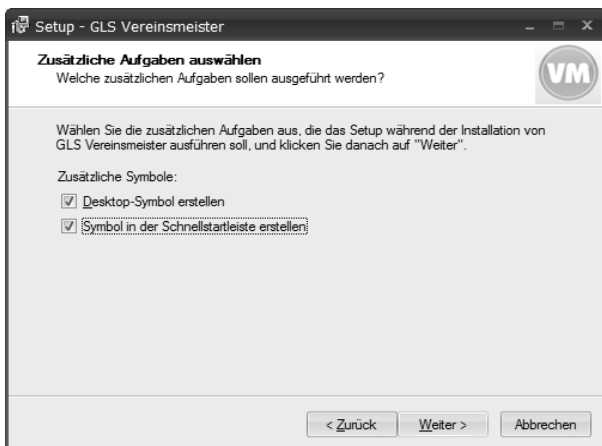 Setup - GLS Vereinsmeister
Zusätzliche Aufgaben auswählen
Welche zusätzlichen Aufgaben sollen ausgeführt werden?
VM
Wählen Sie die zusätzlichen Aufgaben aus, die das Setup während der Installation von
GLS Vereinsmeister ausführen soll, und klicken Sie danach auf "Weiter".
Zusätzliche Symbole:
Desktop-Symbol erstellen
Symbol in der Schnellstartleiste erstellen
< Zurück Weiter > Abbrechen